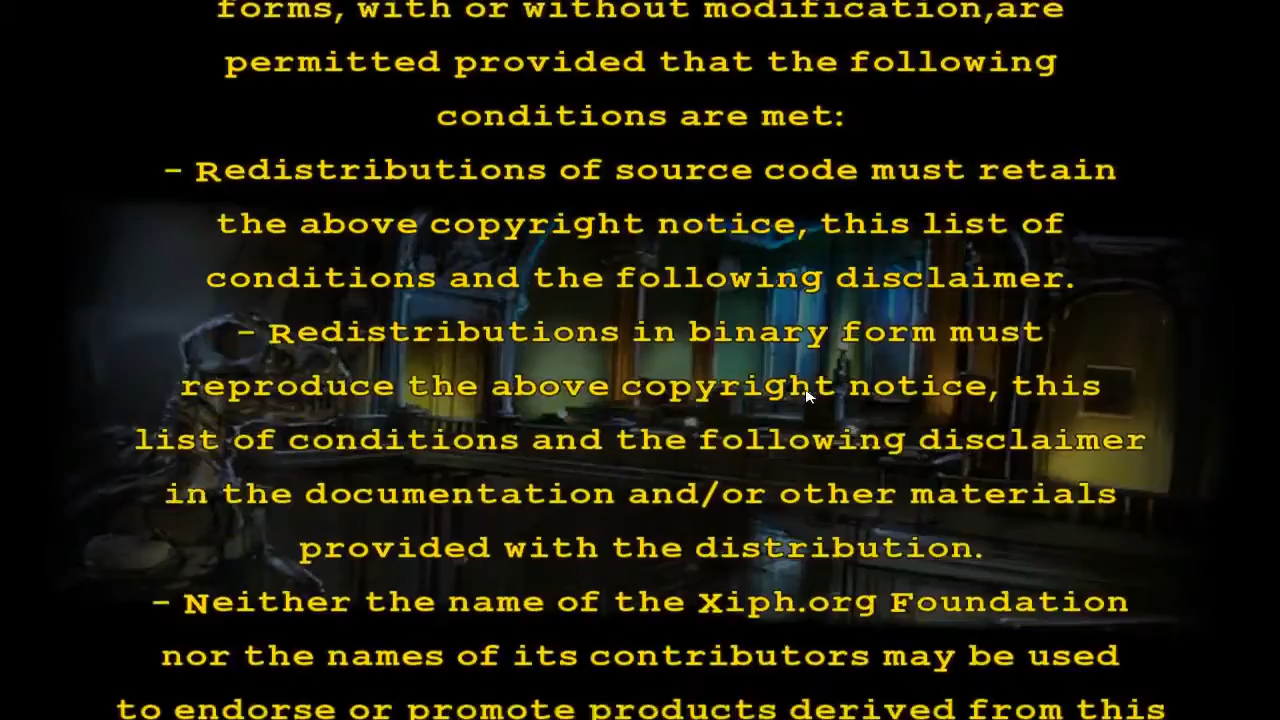 forms, with or without modification,are
permitted provided that the following
conditions are met:
- Redistributions of source code must retain
the above copyright notice, this list of
conditions and the following disclaimer.
- Redistributions in binary form must
reproduce the above copyright notice, this
list of conditions and the following disclaimer
in the documentation and/or other materials
provided with the distribution.
- Neither the name of the Xiph.org Foundation
nor the names of its contributors may be used
to endorse or promote products derived from this